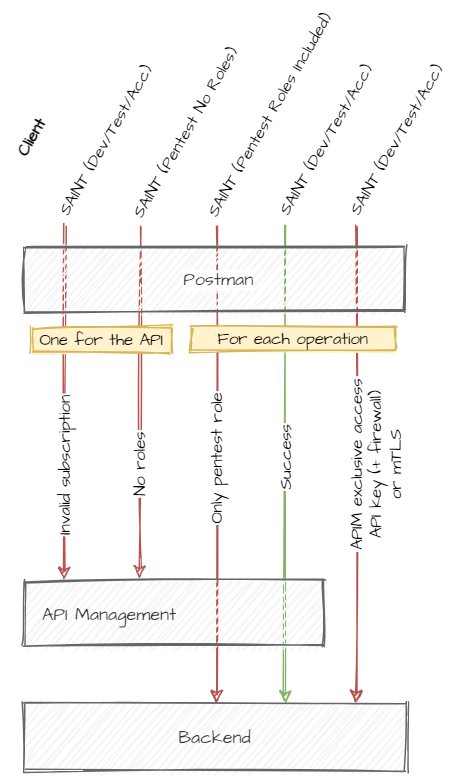 Client
SAiNT (Dev/Test/Acc)
SAiNT (Pentest No Roles)
SAiNT (Pentest Roles Included)
SAiNT (Dev/Test/Acc)
SAiNT (Dev/Test/Acc)
Postman
One for the API
For each operation
Invalid subscription
No roles
Only pentest role
Success
APIM exclusive access
API key (+ firewall)
or mTLS
API Management
Backend